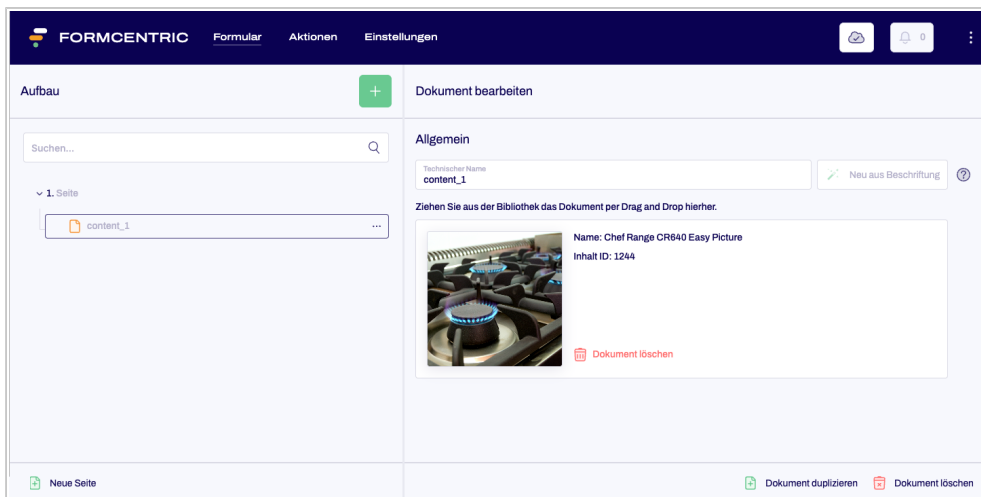 FORMCENTRIC Formular Aktionen Einstellungen 0
Aufbau
Dokument bearbeiten
Suchen...
1. Seite
content_1
...
Allgemein
Technischer Name
content_1
Neu aus Beschriftung
?
Ziehen Sie aus der Bibliothek das Dokument per Drag and Drop hierher.
Name: Chef Range CR640 Easy Picture
Inhalt ID: 1244
Dokument löschen
Neue Seite
Dokument duplizieren Dokument löschen